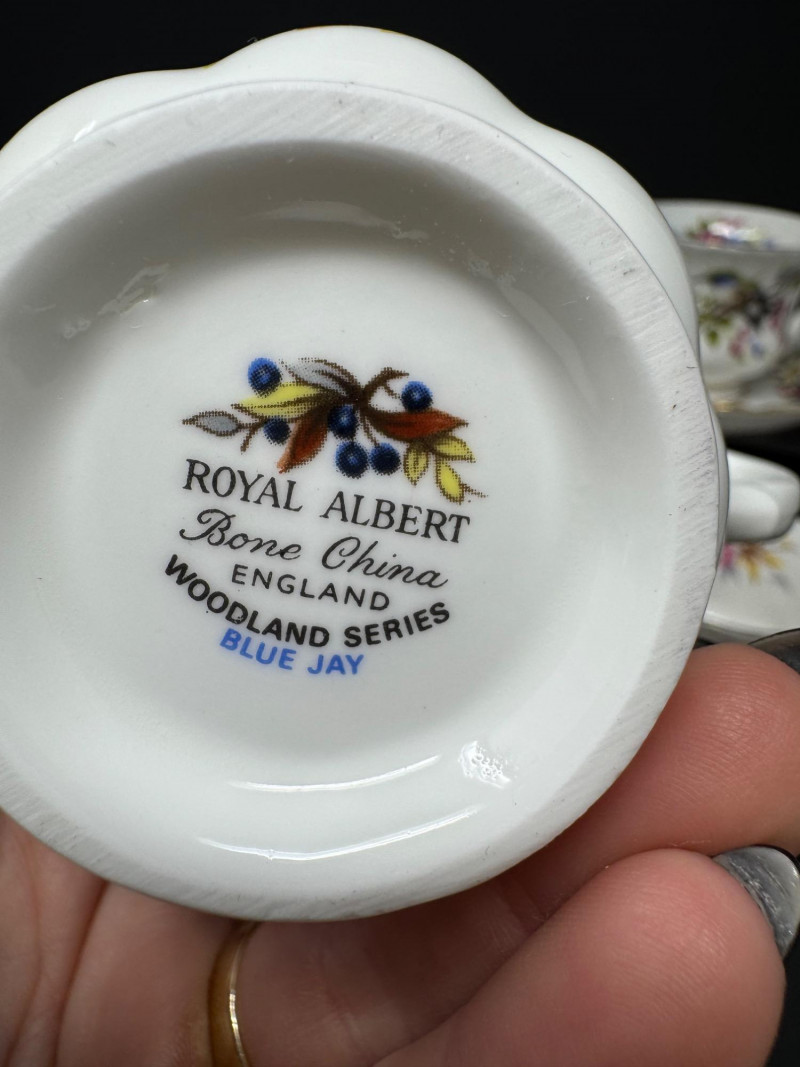 ROYAL ALBERT
Bone China
ENGLAND
WOODLAND SERIES
BLUE JAY